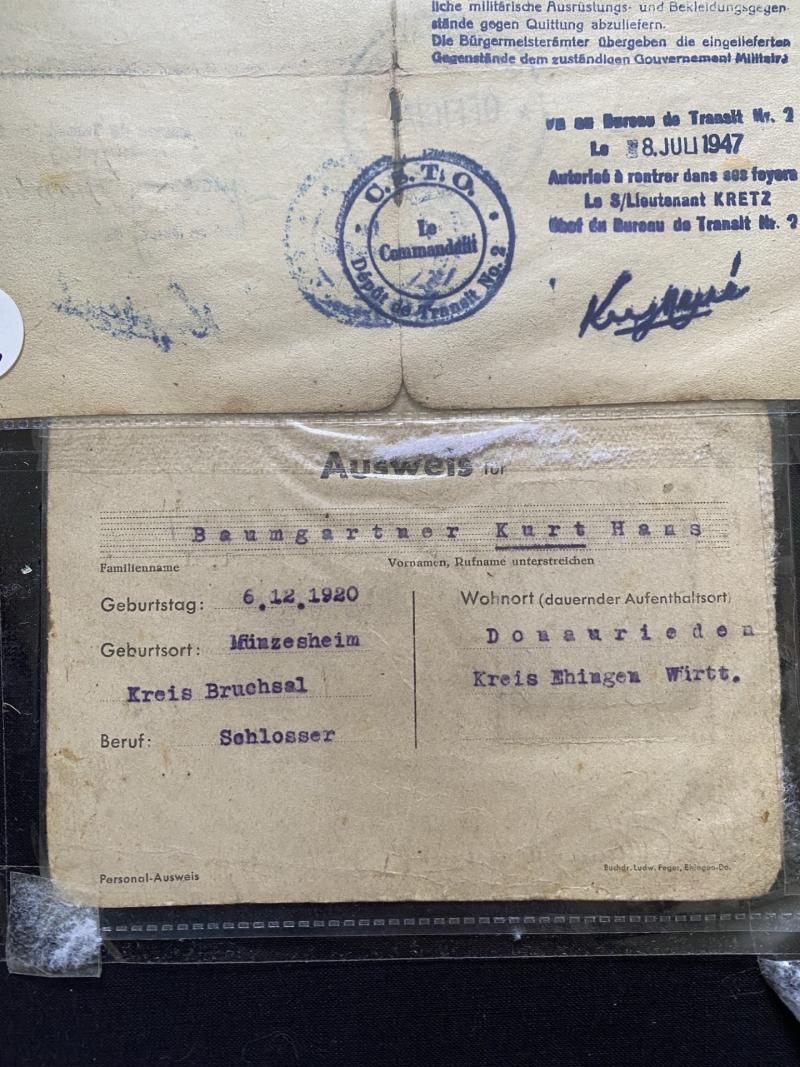 liche militärische Ausrüstungs- und Bekleidungsgegen-
stände gegen Quittung abzuliefern.
Die Bürgermeisterämter übergeben die eingelieferten
Gegenstände dem zuständigen Gouvernement Militaire
vu au Bureau de Transit Nr. 2
Le 8. JULI 1947
Autorisé à rentrer dans ses foyers
Le S/Lieutenant KRETZ
Chef du Bureau de Transit Nr. 2
C. S. T. O.
Le
Commandant
Dépôt de Transit No. 2
Ausweis für
Baumgartner Kurt Hans
Familienname Vornamen, Rufname unterstreichen
Geburtstag: 6.12.1920
Geburtsort: Münzesheim
Kreis Bruchsal
Beruf: Schlosser
Wohnort (dauernder Aufenthaltsort)
Donaurieden
Kreis Ehingen Württ.
Personal-Ausweis
Buchdr. Ludw. Feger, Ehingen-Do.